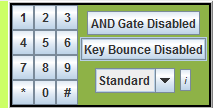 1 2 3
AND Gate Disabled
4 5 6
Key Bounce Disabled
7 8 9
Standard
i
* 0 #